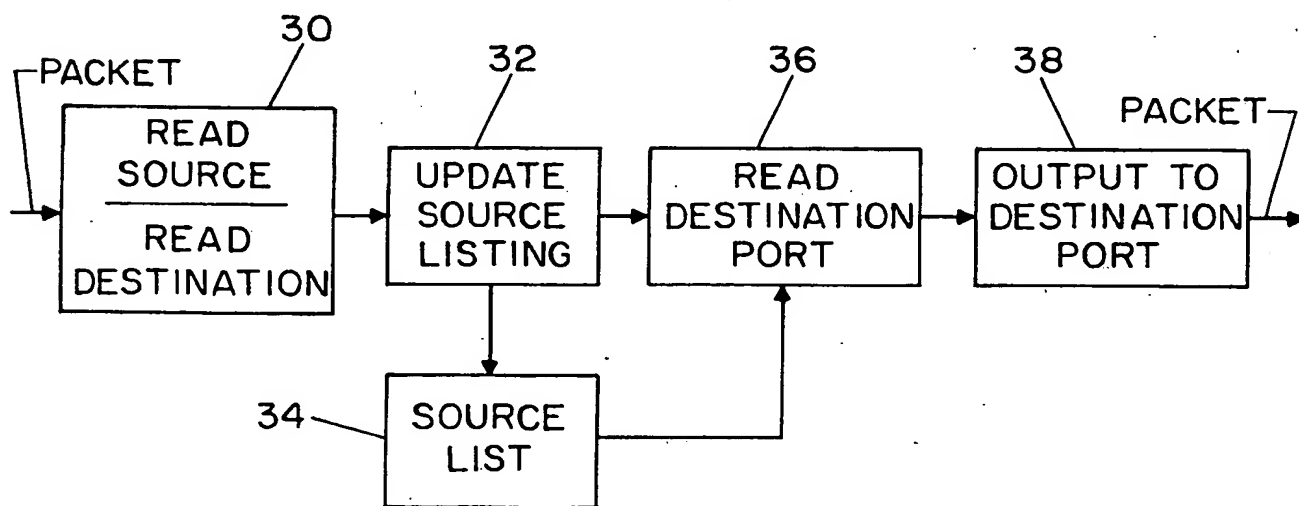 30
PACKET
READ
SOURCE
READ
DESTINATION
32
UPDATE
SOURCE
LISTING
34
SOURCE
LIST
36
READ
DESTINATION
PORT
38
OUTPUT TO
DESTINATION
PORT
PACKET